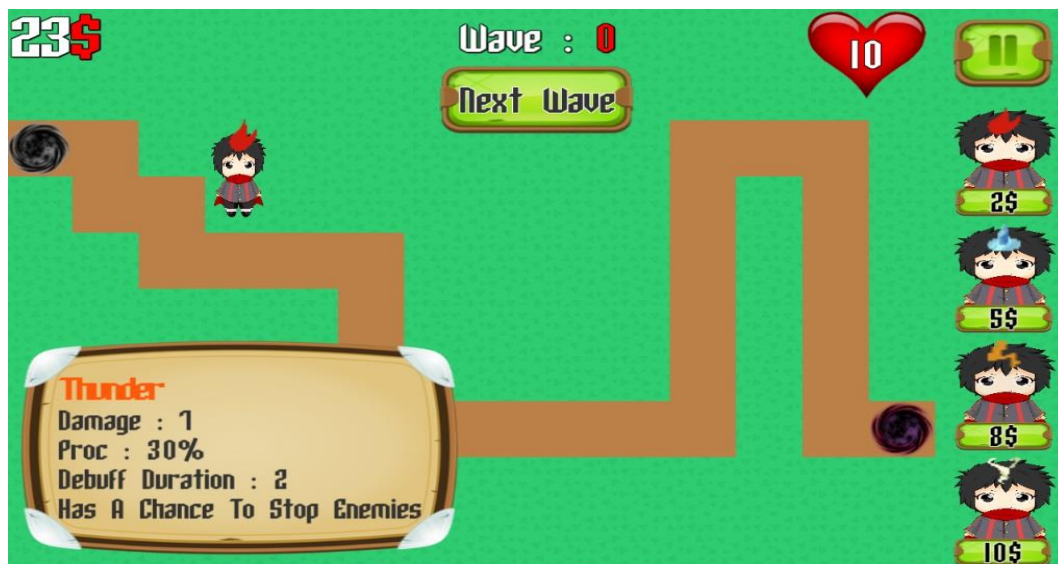 23$
Wave : 0
10
Next Wave
2$
5$
8$
10$
Thunder
Damage : 1
Proc : 30%
Debuff Duration : 2
Has A Chance To Stop Enemies